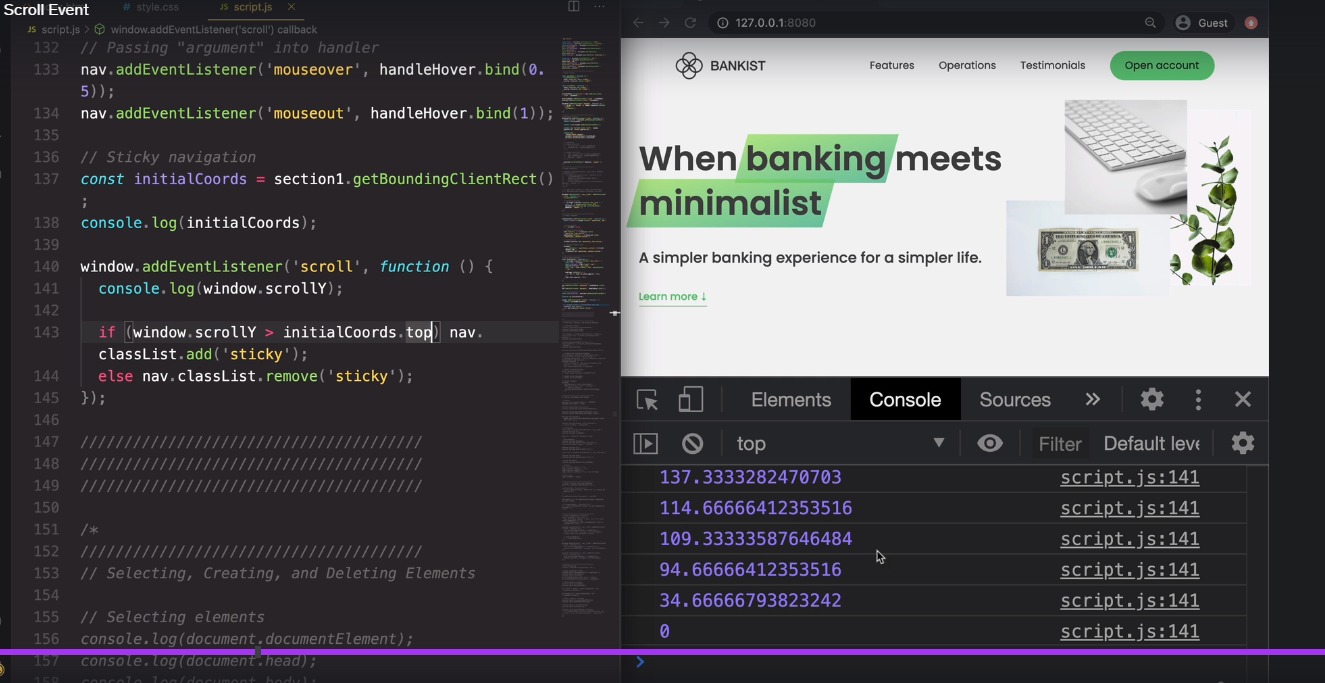 Scroll Event
# style.css
JS script.js ×
JS script.js > window.addEventListener('scroll') callback
132 // Passing "argument" into handler
133 nav.addEventListener('mouseover', handleHover.bind(0.
5));
134 nav.addEventListener('mouseout', handleHover.bind(1));
135
136 // Sticky navigation
137 const initialCoords = section1.getBoundingClientRect()
;
138 console.log(initialCoords);
139
140 window.addEventListener('scroll', function () {
141 console.log(window.scrollY);
142
143 if (window.scrollY > initialCoords.top) nav.
classList.add('sticky');
144 else nav.classList.remove('sticky');
145 });
146
147 ///////////////////////////////////////
148 ///////////////////////////////////////
149 ///////////////////////////////////////
150
151 /*
152 ///////////////////////////////////////
153 // Selecting, Creating, and Deleting Elements
154
155 // Selecting elements
156 console.log(document.documentElement);
157 console.log(document.head);
158 console.log(document.body);
127.0.0.1:8080
Guest
BANKIST
Features Operations Testimonials Open account
When banking meets
minimalist
A simpler banking experience for a simpler life.
Learn more ↓
Elements Console Sources »
top ▼ Filter Default leve
137.3333282470703 script.js:141
114.66666412353516 script.js:141
109.33333587646484 script.js:141
94.66666412353516 script.js:141
34.66666793823242 script.js:141
0 script.js:141
>